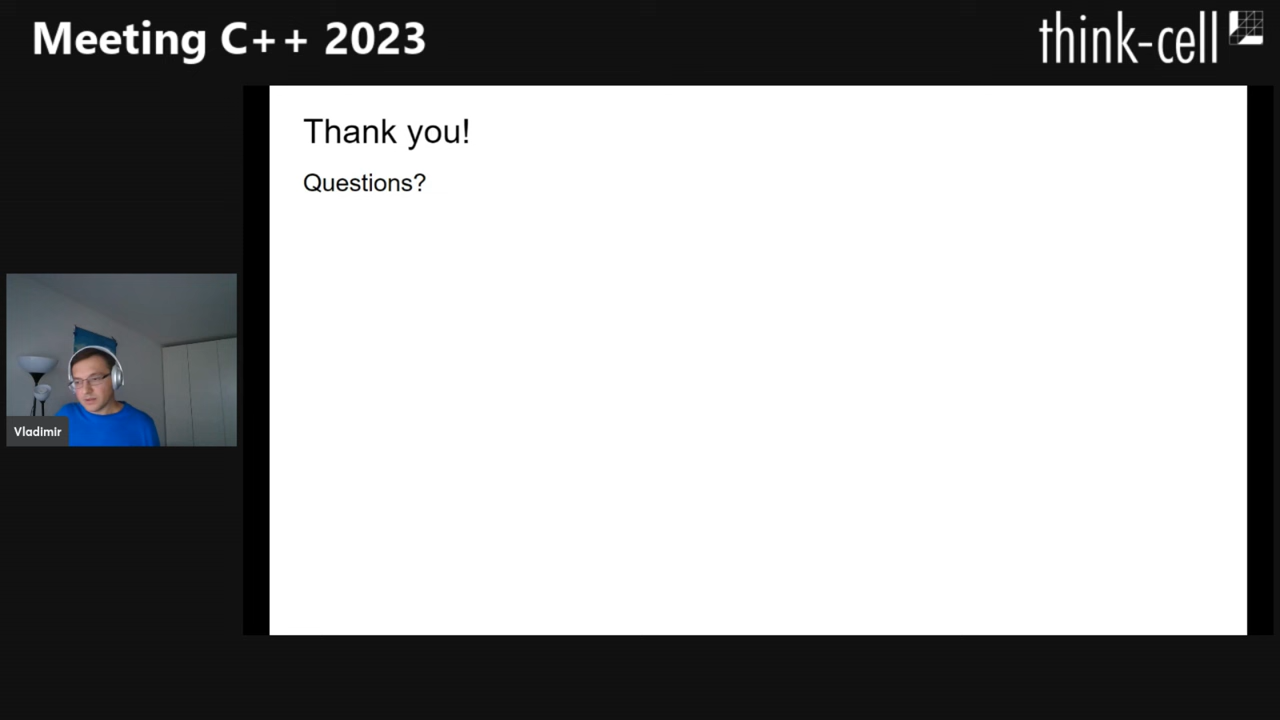 Meeting C++ 2023
think-cell
Thank you!
Questions?
Vladimir